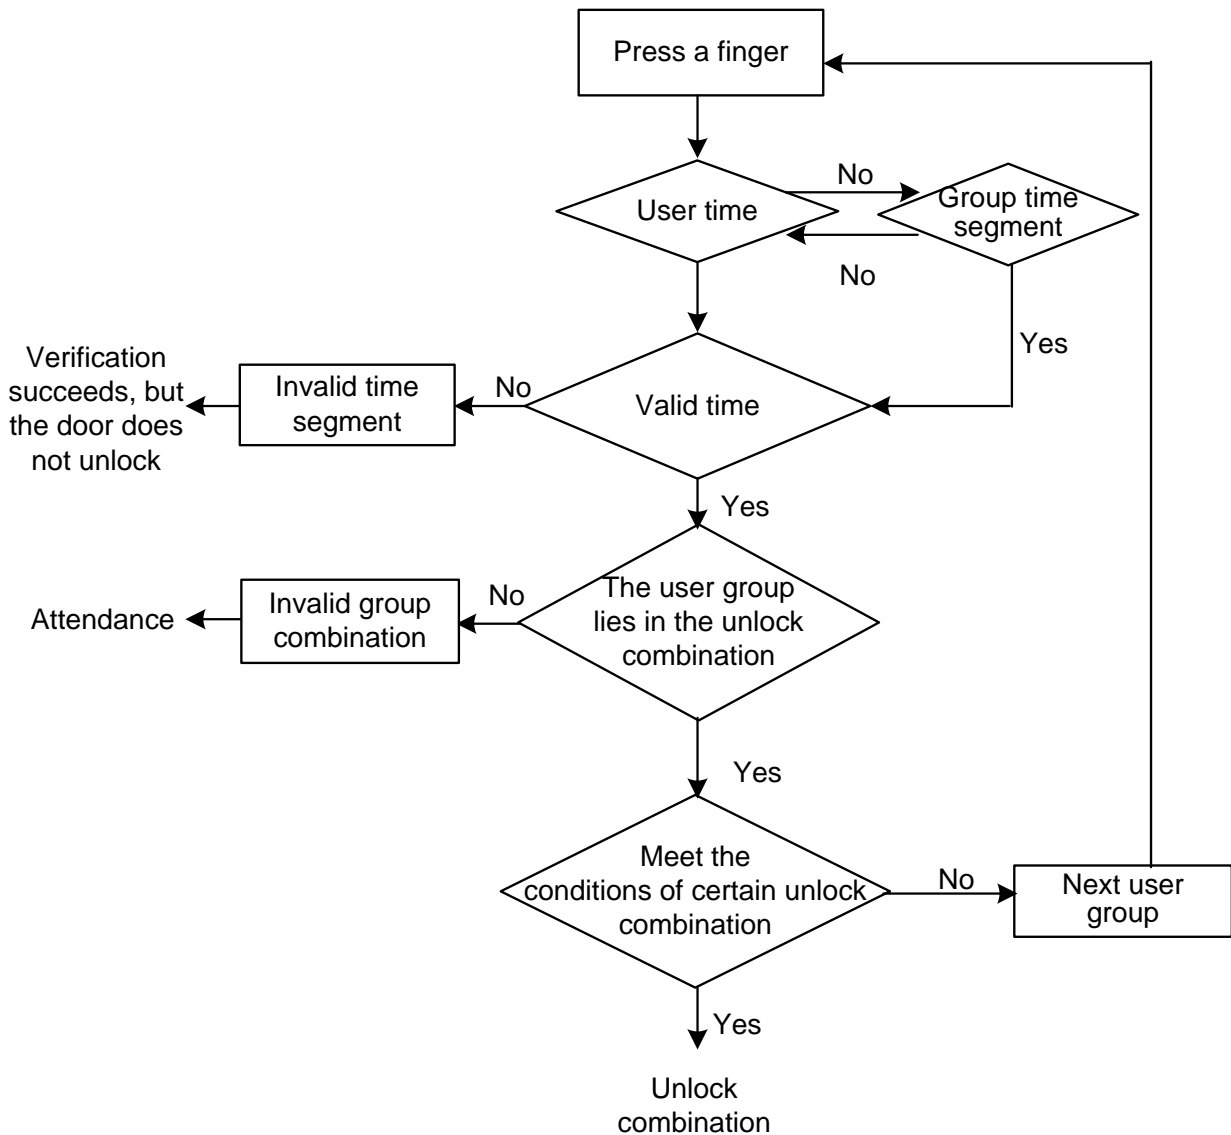 Press a finger
No
User time
Group time
segment
No
Yes
Verification
succeeds, but
the door does
not unlock
Invalid time
segment
No
Valid time
Yes
Attendance
Invalid group
combination
No
The user group
lies in the unlock
combination
Yes
Meet the
conditions of certain unlock
combination
No
Next user
group
Yes
Unlock
combination